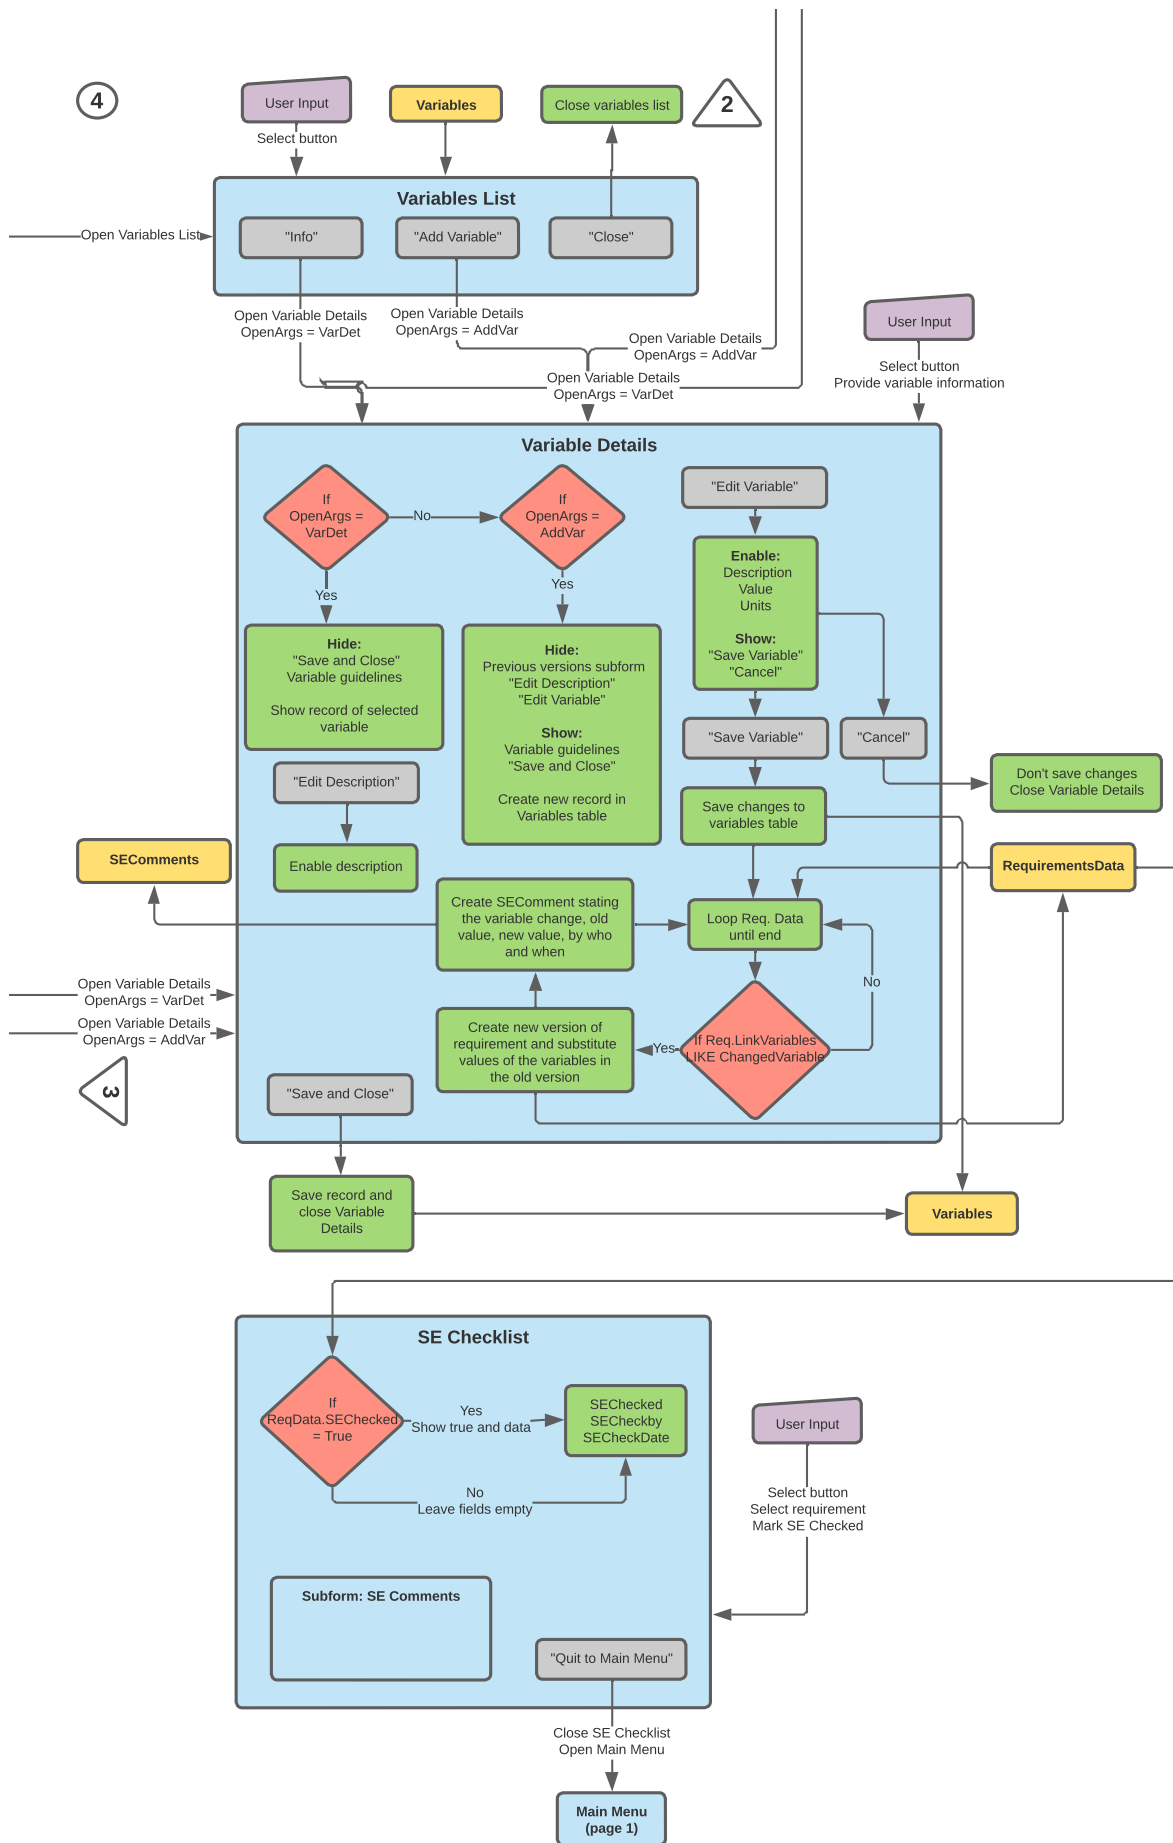 4
User Input
Variables
Close variables list
2
Select button
Variables List
"Info"
"Add Variable"
"Close"
Open Variables List
Open Variable Details
OpenArgs = VarDet
Open Variable Details
OpenArgs = AddVar
Open Variable Details
OpenArgs = AddVar
Open Variable Details
OpenArgs = VarDet
User Input
Select button
Provide variable information
Variable Details
If
OpenArgs =
VarDet
No
If
OpenArgs =
AddVar
"Edit Variable"
Yes
Yes
Enable:
Description
Value
Units
Show:
"Save Variable"
"Cancel"
Hide:
"Save and Close"
Variable guidelines
Show record of selected
variable
Hide:
Previous versions subform
"Edit Description"
"Edit Variable"
Show:
Variable guidelines
"Save and Close"
Create new record in
Variables table
"Save Variable"
"Cancel"
"Edit Description"
Don't save changes
Close Variable Details
Save changes to
variables table
Enable description
SEComments
RequirementsData
Create SEComment stating
the variable change, old
value, new value, by who
and when
Loop Req. Data
until end
No
Open Variable Details
OpenArgs = VarDet
Open Variable Details
OpenArgs = AddVar
Create new version of
requirement and substitute
values of the variables in
the old version
Yes
If Req.LinkVariables
LIKE ChangedVariable
3
"Save and Close"
Save record and
close Variable
Details
Variables
SE Checklist
If
ReqData.SEChecked
= True
Yes
Show true and data
SEChecked
SECheckby
SECheckDate
User Input
No
Leave fields empty
Select button
Select requirement
Mark SE Checked
Subform: SE Comments
"Quit to Main Menu"
Close SE Checklist
Open Main Menu
Main Menu
(page 1)